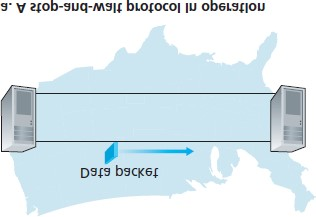 a. A stop-and-wait protocol in operation
Data packet